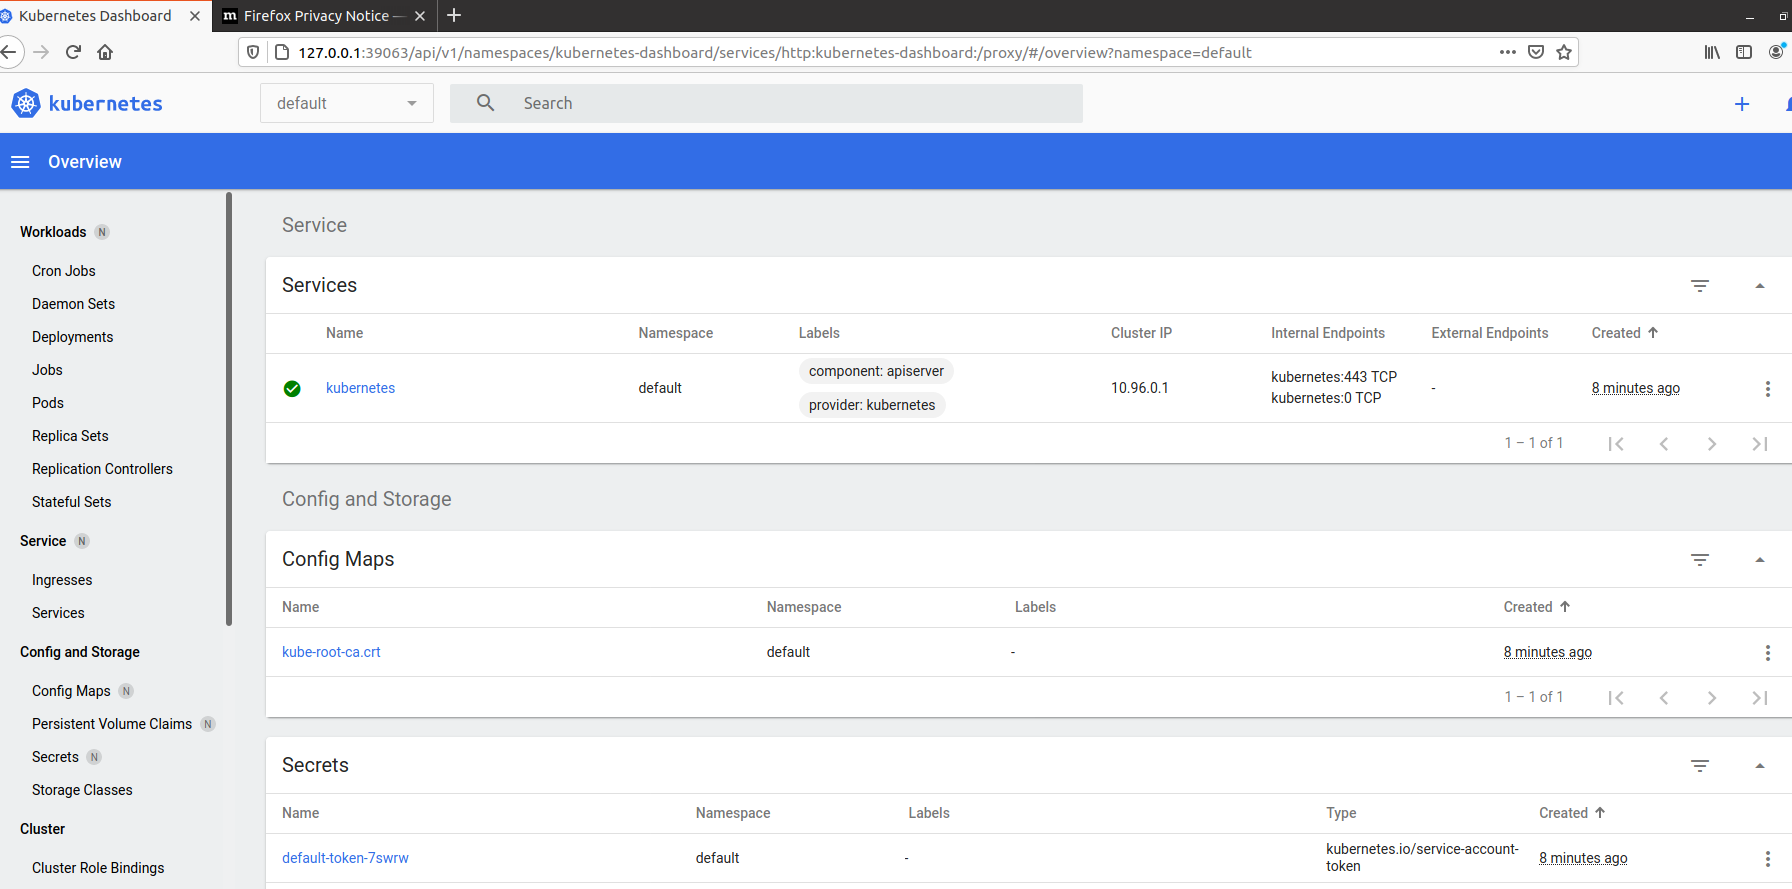 Kubernetes Dashboard
m Firefox Privacy Notice —
127.0.0.1:39063/api/v1/namespaces/kubernetes-dashboard/services/http:kubernetes-dashboard:/proxy/#/overview?namespace=default
kubernetes
default
Search
Overview
Workloads N
Cron Jobs
Daemon Sets
Deployments
Jobs
Pods
Replica Sets
Replication Controllers
Stateful Sets
Service N
Ingresses
Services
Config and Storage
Config Maps N
Persistent Volume Claims N
Secrets N
Storage Classes
Cluster
Cluster Role Bindings
Service
Services
Name Namespace Labels Cluster IP Internal Endpoints External Endpoints Created
kubernetes default component: apiserver provider: kubernetes 10.96.0.1 kubernetes:443 TCP kubernetes:0 TCP - 8 minutes ago
1 – 1 of 1
Config and Storage
Config Maps
Name Namespace Labels Created
kube-root-ca.crt default - 8 minutes ago
1 – 1 of 1
Secrets
Name Namespace Labels Type Created
default-token-7swrw default - kubernetes.io/service-account-token 8 minutes ago